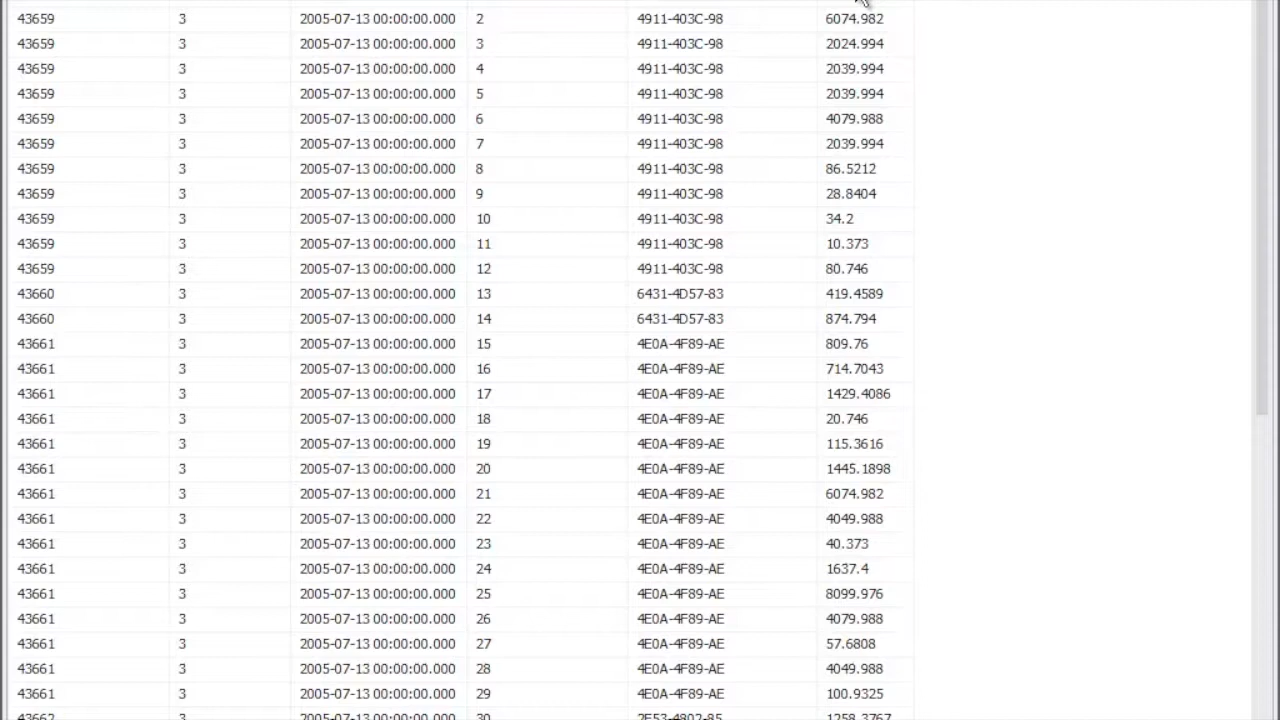 43659 3 2005-07-13 00:00:00.000 2 4911-403C-98 6074.982
43659 3 2005-07-13 00:00:00.000 3 4911-403C-98 2024.994
43659 3 2005-07-13 00:00:00.000 4 4911-403C-98 2039.994
43659 3 2005-07-13 00:00:00.000 5 4911-403C-98 2039.994
43659 3 2005-07-13 00:00:00.000 6 4911-403C-98 4079.988
43659 3 2005-07-13 00:00:00.000 7 4911-403C-98 2039.994
43659 3 2005-07-13 00:00:00.000 8 4911-403C-98 86.5212
43659 3 2005-07-13 00:00:00.000 9 4911-403C-98 28.8404
43659 3 2005-07-13 00:00:00.000 10 4911-403C-98 34.2
43659 3 2005-07-13 00:00:00.000 11 4911-403C-98 10.373
43659 3 2005-07-13 00:00:00.000 12 4911-403C-98 80.746
43660 3 2005-07-13 00:00:00.000 13 6431-4D57-83 419.4589
43660 3 2005-07-13 00:00:00.000 14 6431-4D57-83 874.794
43661 3 2005-07-13 00:00:00.000 15 4E0A-4F89-AE 809.76
43661 3 2005-07-13 00:00:00.000 16 4E0A-4F89-AE 714.7043
43661 3 2005-07-13 00:00:00.000 17 4E0A-4F89-AE 1429.4086
43661 3 2005-07-13 00:00:00.000 18 4E0A-4F89-AE 20.746
43661 3 2005-07-13 00:00:00.000 19 4E0A-4F89-AE 115.3616
43661 3 2005-07-13 00:00:00.000 20 4E0A-4F89-AE 1445.1898
43661 3 2005-07-13 00:00:00.000 21 4E0A-4F89-AE 6074.982
43661 3 2005-07-13 00:00:00.000 22 4E0A-4F89-AE 4049.988
43661 3 2005-07-13 00:00:00.000 23 4E0A-4F89-AE 40.373
43661 3 2005-07-13 00:00:00.000 24 4E0A-4F89-AE 1637.4
43661 3 2005-07-13 00:00:00.000 25 4E0A-4F89-AE 8099.976
43661 3 2005-07-13 00:00:00.000 26 4E0A-4F89-AE 4079.988
43661 3 2005-07-13 00:00:00.000 27 4E0A-4F89-AE 57.6808
43661 3 2005-07-13 00:00:00.000 28 4E0A-4F89-AE 4049.988
43661 3 2005-07-13 00:00:00.000 29 4E0A-4F89-AE 100.9325
43662 3 2005-07-13 00:00:00.000 30